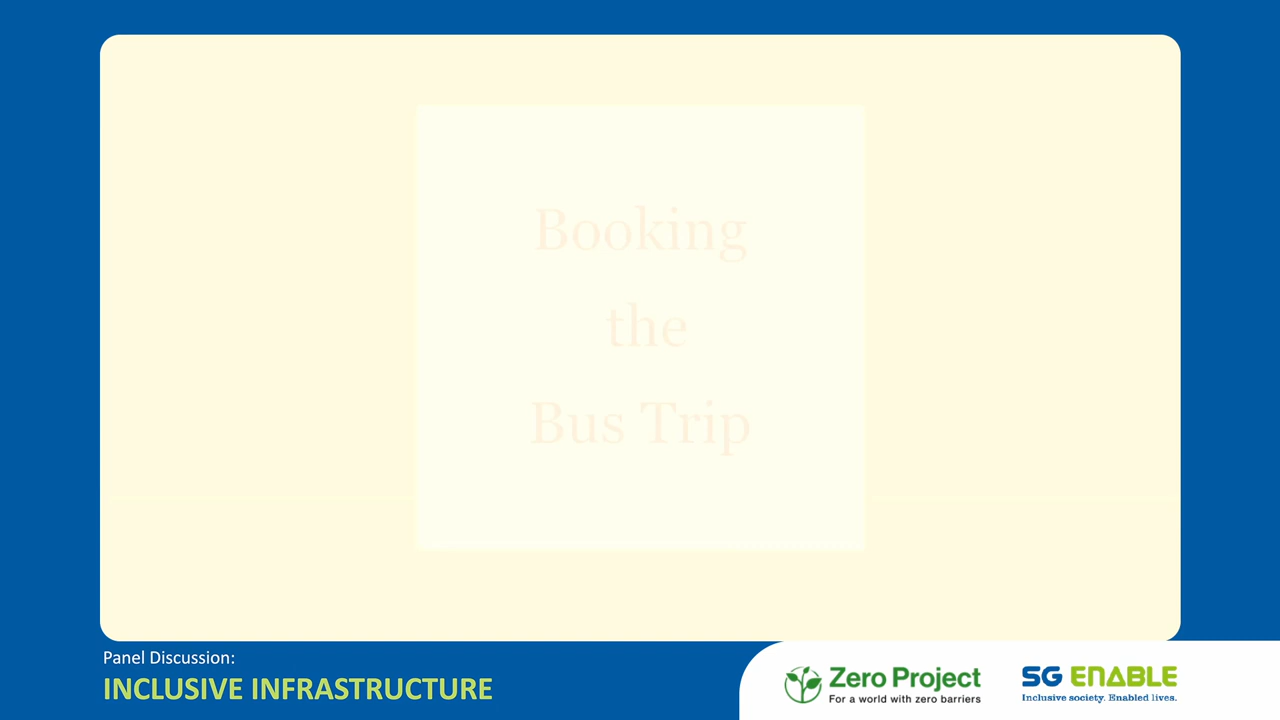 Booking
the
Bus Trip
Panel Discussion:
INCLUSIVE INFRASTRUCTURE
Zero Project
For a world with zero barriers
SG ENABLE
Inclusive society. Enabled lives.